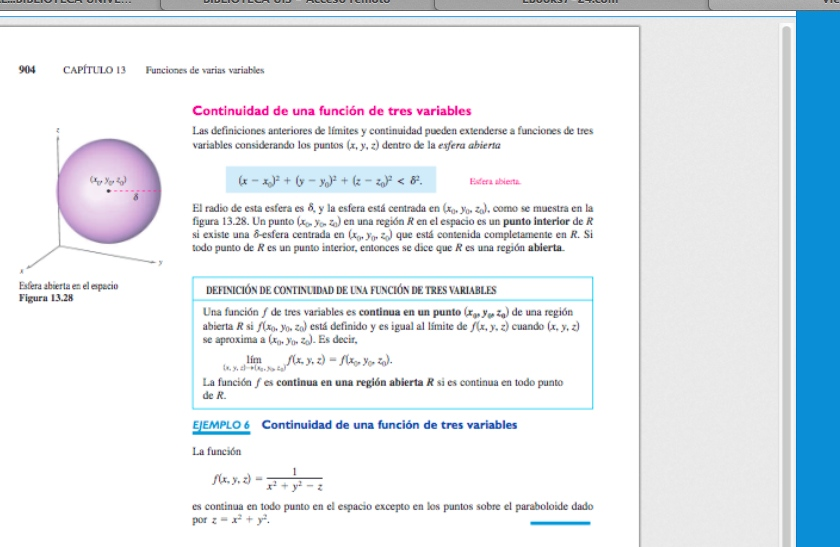 BIBLIOTECA UIS - Acceso remoto
904 CAPÍTULO 13 Funciones de varias variables
Continuidad de una función de tres variables
Las definiciones anteriores de límites y continuidad pueden extenderse a funciones de tres
variables considerando los puntos (x, y, z) dentro de la esfera abierta
(x − x₀)² + (y − y₀)² + (z − z₀)² < δ². Esfera abierta.
El radio de esta esfera es δ, y la esfera está centrada en (x₀, y₀, z₀), como se muestra en la
figura 13.28. Un punto (x₀, y₀, z₀) en una región R en el espacio es un punto interior de R
si existe una δ-esfera centrada en (x₀, y₀, z₀) que está contenida completamente en R. Si
todo punto de R es un punto interior, entonces se dice que R es una región abierta.
z
(x₀, y₀, z₀)
δ
y
x
Esfera abierta en el espacio
Figura 13.28
DEFINICIÓN DE CONTINUIDAD DE UNA FUNCIÓN DE TRES VARIABLES
Una función f de tres variables es continua en un punto (x₀, y₀, z₀) de una región
abierta R si f(x₀, y₀, z₀) está definido y es igual al límite de f(x, y, z) cuando (x, y, z)
se aproxima a (x₀, y₀, z₀). Es decir,
lím f(x, y, z) = f(x₀, y₀, z₀).
(x, y, z)→(x₀, y₀, z₀)
La función f es continua en una región abierta R si es continua en todo punto
de R.
EJEMPLO 6 Continuidad de una función de tres variables
La función
f(x, y, z) = 1 / (x² + y² − z)
es continua en todo punto en el espacio excepto en los puntos sobre el paraboloide dado
por z = x² + y².